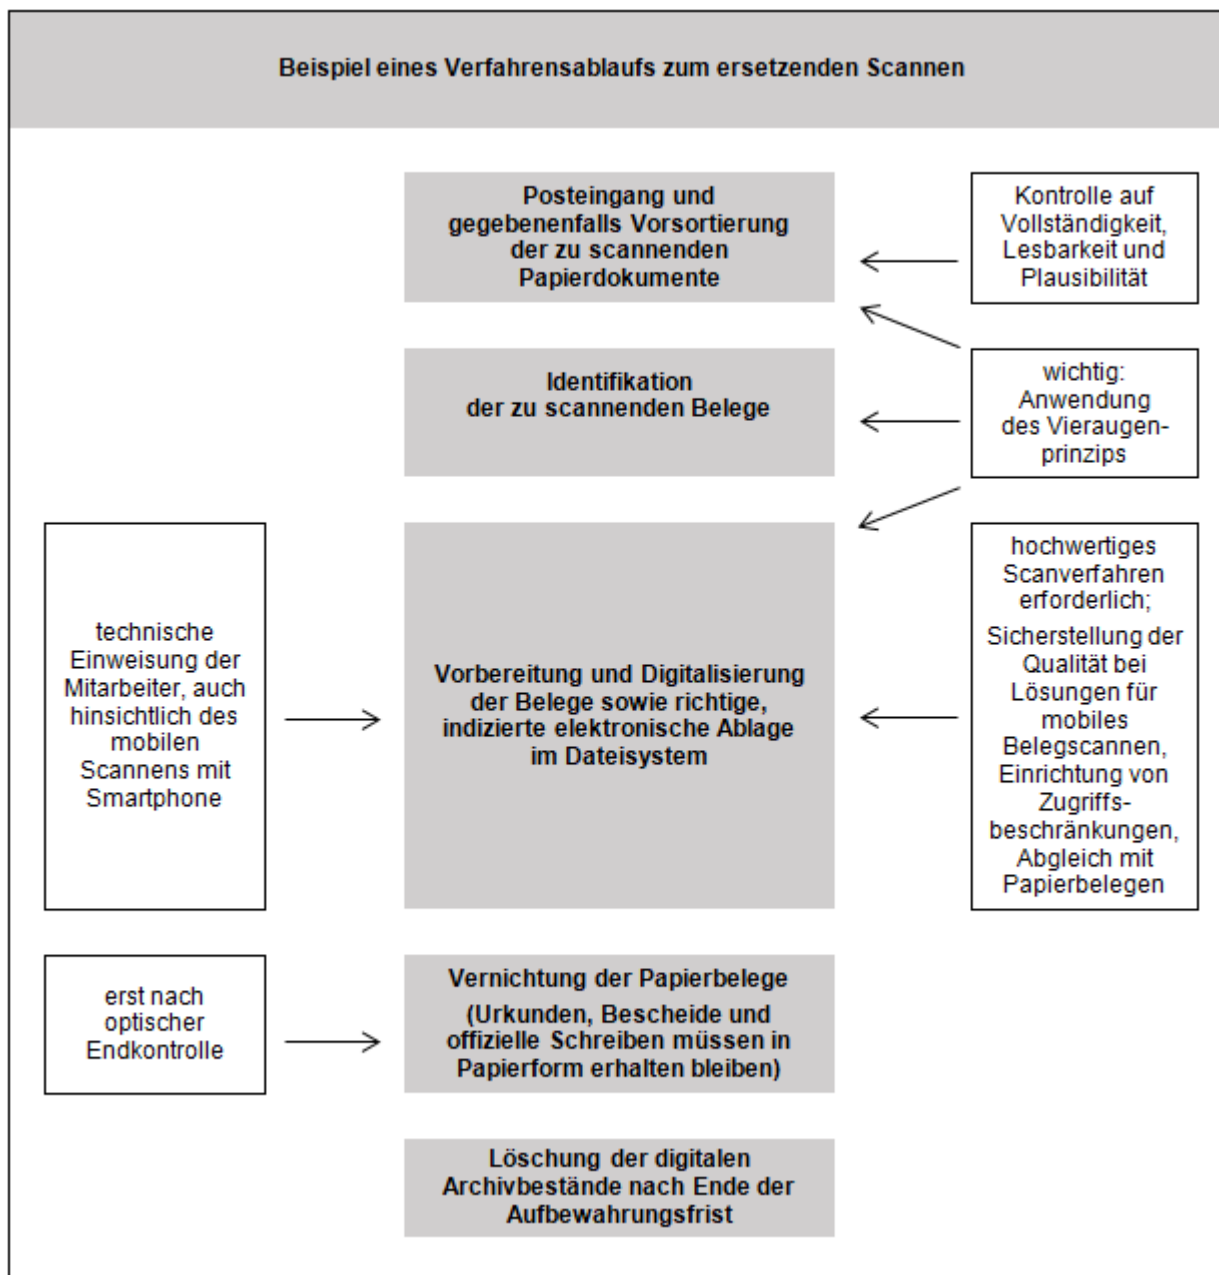 Beispiel eines Verfahrensablaufs zum ersetzenden Scannen
Posteingang und
gegebenenfalls Vorsortierung
der zu scannenden
Papierdokumente
Kontrolle auf
Vollständigkeit,
Lesbarkeit und
Plausibilität
Identifikation
der zu scannenden Belege
wichtig:
Anwendung
des Vieraugen-
prinzips
technische
Einweisung der
Mitarbeiter, auch
hinsichtlich des
mobilen
Scannens mit
Smartphone
Vorbereitung und Digitalisierung
der Belege sowie richtige,
indizierte elektronische Ablage
im Dateisystem
hochwertiges
Scanverfahren
erforderlich;
Sicherstellung der
Qualität bei
Lösungen für
mobiles
Belegscannen,
Einrichtung von
Zugriffs-
beschränkungen,
Abgleich mit
Papierbelegen
erst nach
optischer
Endkontrolle
Vernichtung der Papierbelege
(Urkunden, Bescheide und
offizielle Schreiben müssen in
Papierform erhalten bleiben)
Löschung der digitalen
Archivbestände nach Ende der
Aufbewahrungsfrist